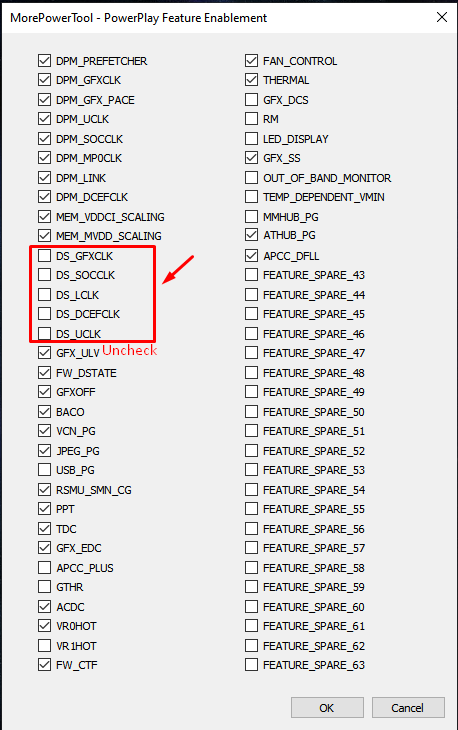 MorePowerTool - PowerPlay Feature Enablement
DPM_PREFETCHER
DPM_GFXCLK
DPM_GFX_PACE
DPM_UCLK
DPM_SOCCLK
DPM_MP0CLK
DPM_LINK
DPM_DCEFCLK
MEM_VDDCI_SCALING
MEM_MVDD_SCALING
DS_GFXCLK
DS_SOCCLK
DS_LCLK
DS_DCEFCLK
DS_UCLK
GFX_ULV Uncheck
FW_DSTATE
GFXOFF
BACO
VCN_PG
JPEG_PG
USB_PG
RSMU_SMN_CG
PPT
TDC
GFX_EDC
APCC_PLUS
GTHR
ACDC
VR0HOT
VR1HOT
FW_CTF
FAN_CONTROL
THERMAL
GFX_DCS
RM
LED_DISPLAY
GFX_SS
OUT_OF_BAND_MONITOR
TEMP_DEPENDENT_VMIN
MMHUB_PG
ATHUB_PG
APCC_DFLL
FEATURE_SPARE_43
FEATURE_SPARE_44
FEATURE_SPARE_45
FEATURE_SPARE_46
FEATURE_SPARE_47
FEATURE_SPARE_48
FEATURE_SPARE_49
FEATURE_SPARE_50
FEATURE_SPARE_51
FEATURE_SPARE_52
FEATURE_SPARE_53
FEATURE_SPARE_54
FEATURE_SPARE_55
FEATURE_SPARE_56
FEATURE_SPARE_57
FEATURE_SPARE_58
FEATURE_SPARE_59
FEATURE_SPARE_60
FEATURE_SPARE_61
FEATURE_SPARE_62
FEATURE_SPARE_63
OK
Cancel